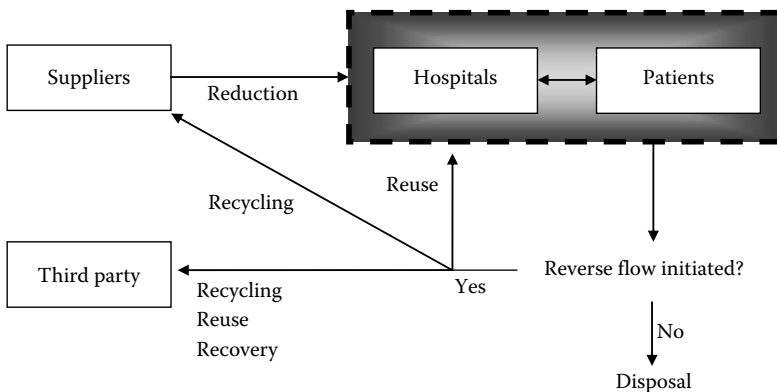 Suppliers
Reduction
Hospitals
Patients
Recycling
Reuse
Third party
Recycling
Reuse
Recovery
Yes
Reverse flow initiated?
No
Disposal